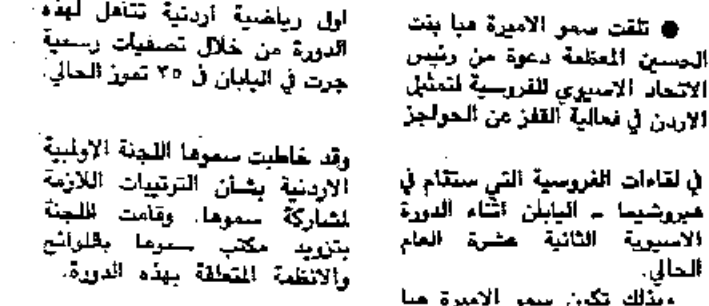 ● تلقت سمو الاميرة هيا بنت
الحسين المعظمة دعوة من رئيس
الاتحاد الاسيوي للفروسية لتمثيل
الاردن في فعالية القفز عن الحواجز
في لقاءات الفروسية التي ستقام في
هيروشيما - اليابان اثناء الدورة
الاسيوية الثانية عشرة العام
الحالي.
وبذلك تكون سمو الاميرة هيا
اول رياضية اردنية تتأهل لهذه
الدورة من خلال تصفيات رسمية
جرت في اليابان في ٢٥ تموز الحالي.
وقد خاطبت سموها اللجنة الاولمبية
الاردنية بشأن الترتيبات اللازمة
لمشاركة سموها. وقامت اللجنة
بتزويد مكتب سموها باللوائح
والانظمة المتعلقة بهذه الدورة.